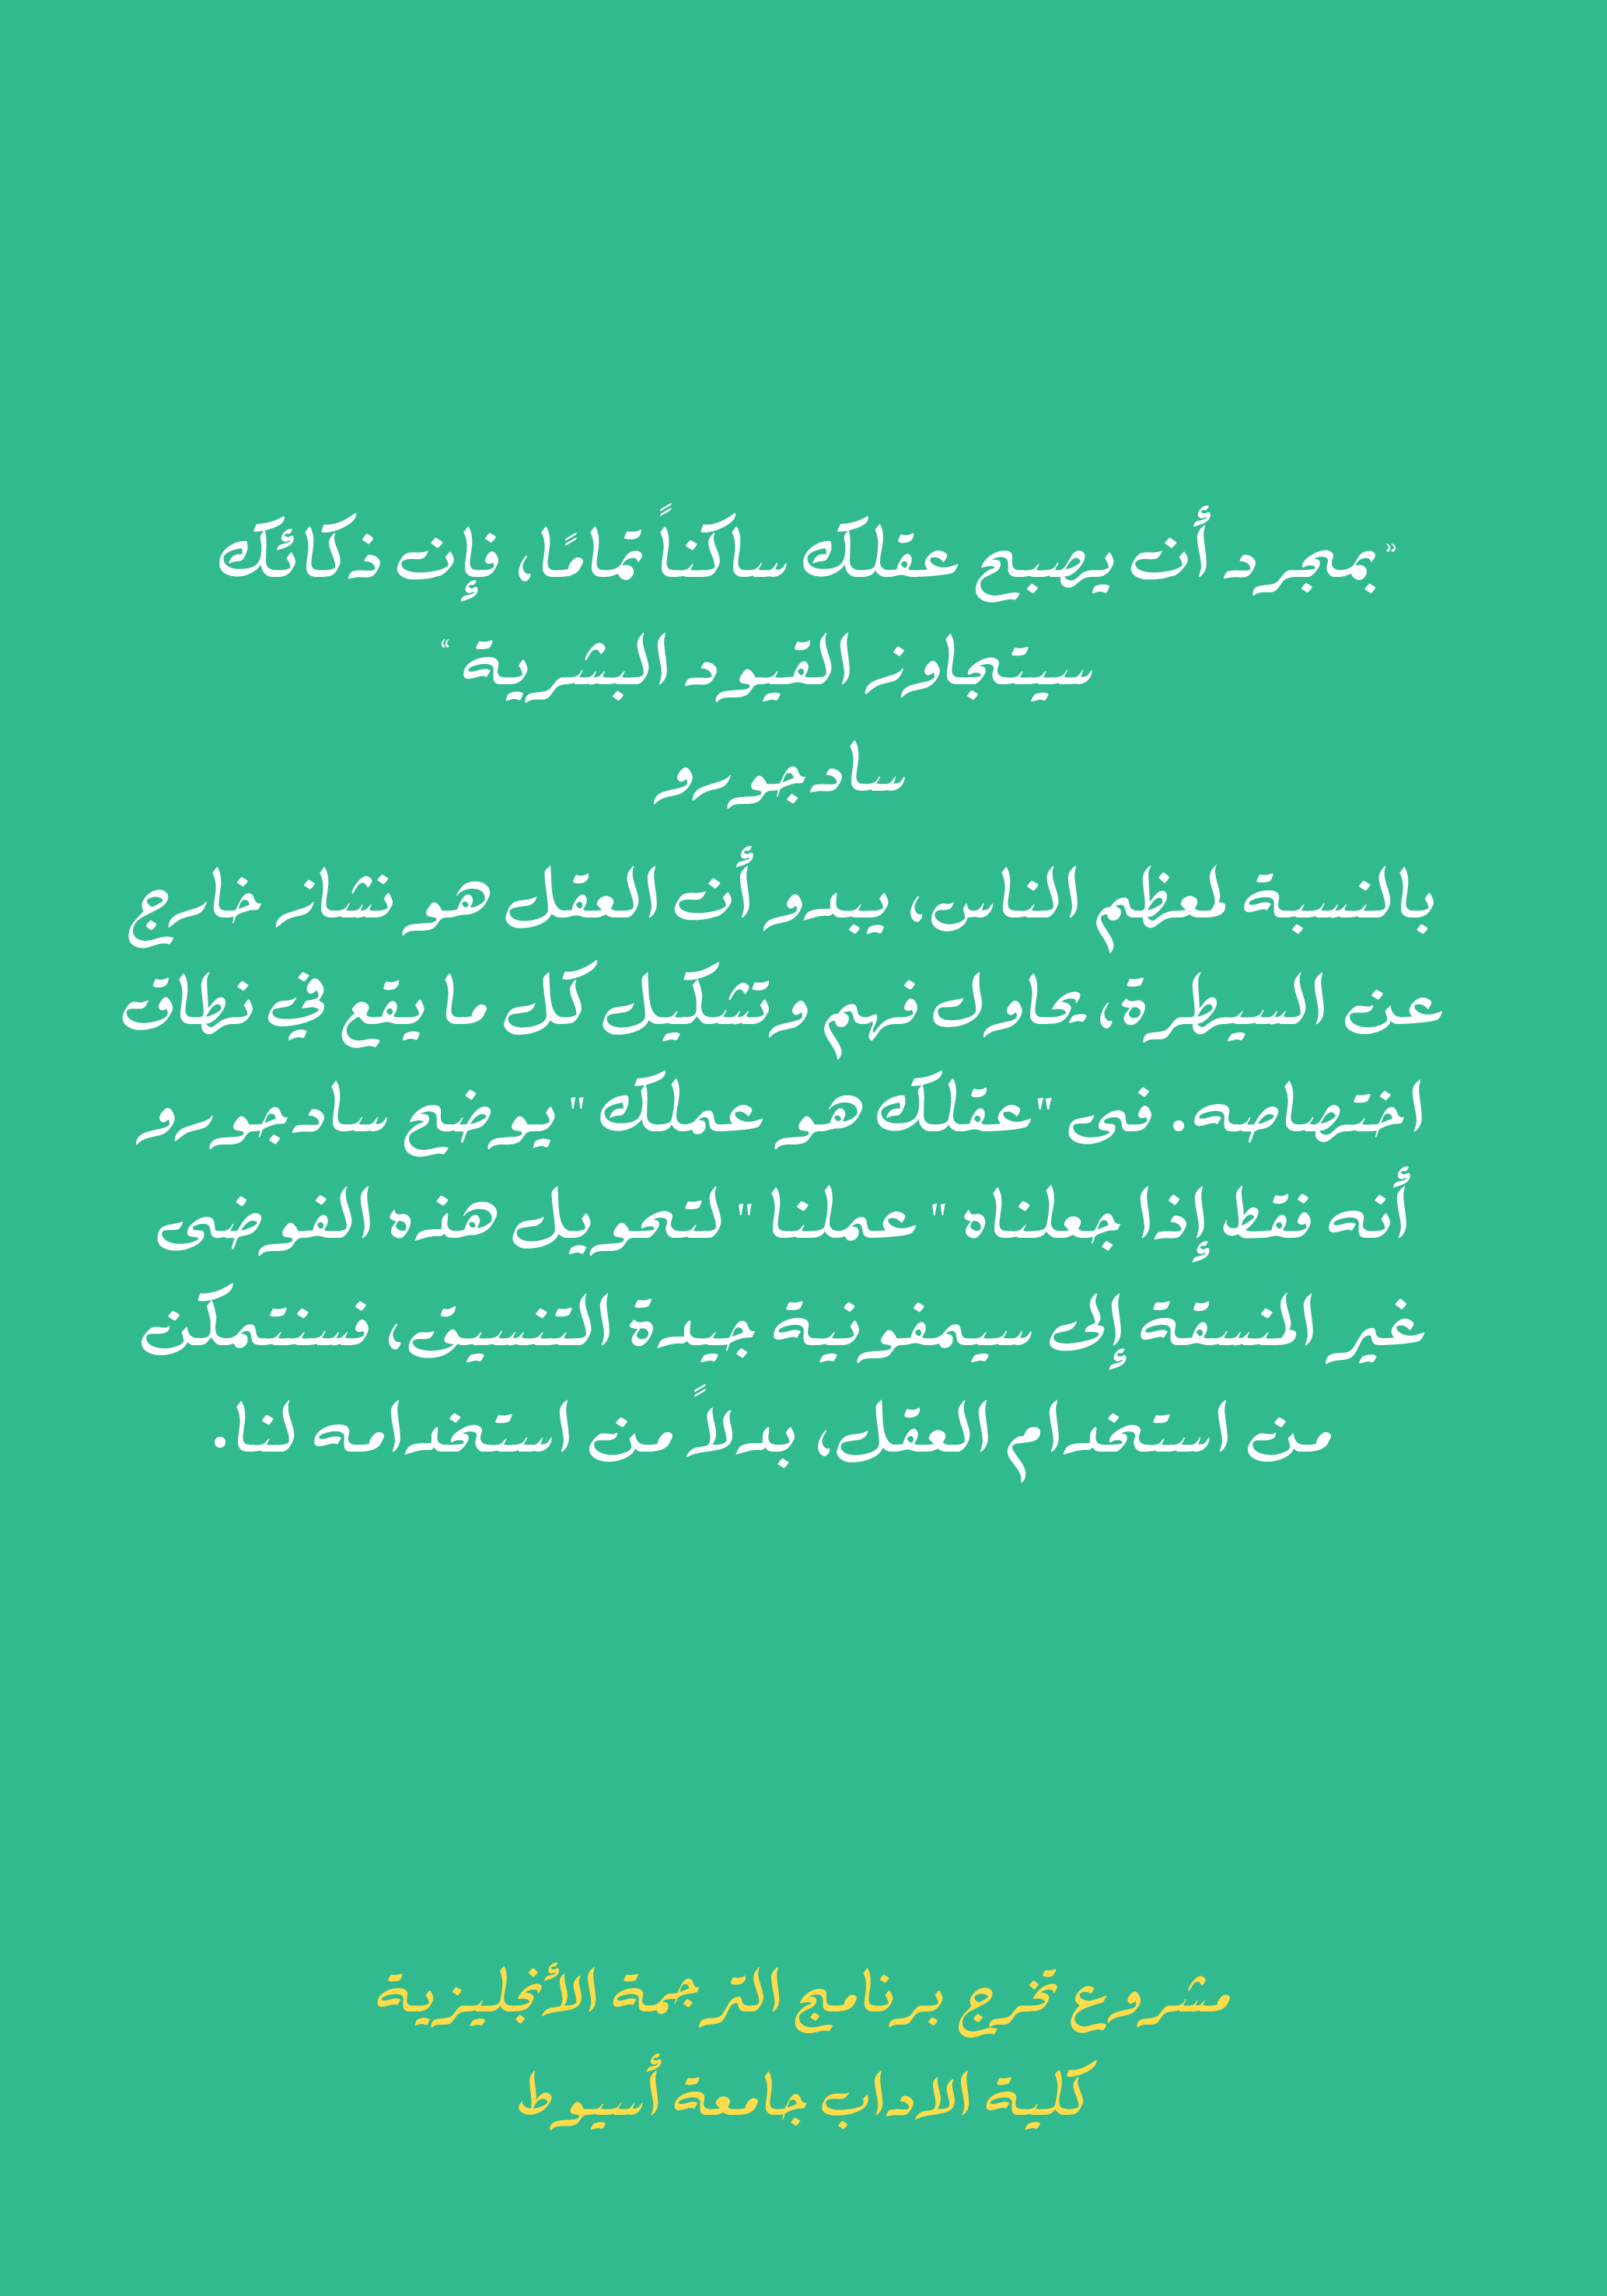 "بمجرد أن يصبح عقلك ساكناً تمامًا، فإن ذكائك
سيتجاوز القيود البشرية"
سادجورو
بالنسبة لعظم الناس، يبدو أن العقل هو نشاز خارج
عن السيطرة، يحاول فهم وتشكيل كل ما يقع في نطاق
اختصاصه. فى "عقلك هو عملك" يوضح سادجورو
أنه فقط إذا جعلناه " عملنا " لتحويل هذه الفوضى
غير المنسقة إلى سيمفونية جيدة التنسيق، فسنتمكن
من استخدام العقل، بدلاً من استخدامه لنا.
مشروع تخرج برنامج الترجمة الأنجليزية
كلية الاداب جامعة أسيوط